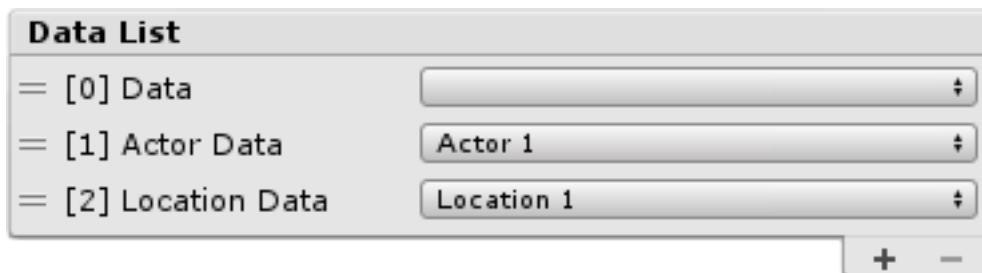 Data List
[0] Data
[1] Actor Data Actor 1
[2] Location Data Location 1
+ −